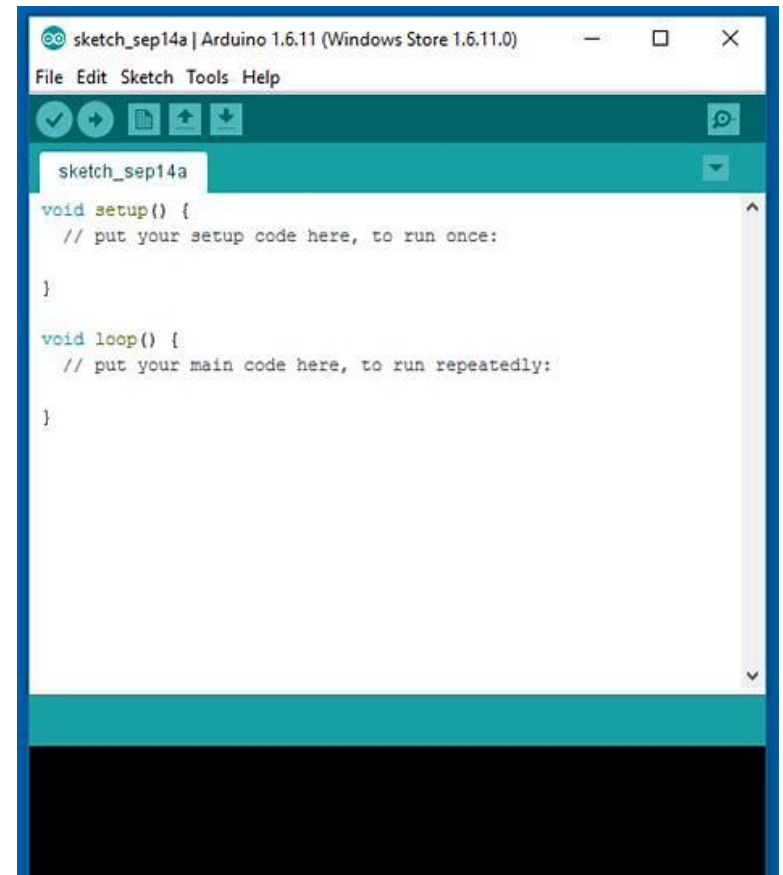 sketch_sep14a | Arduino 1.6.11 (Windows Store 1.6.11.0)
File Edit Sketch Tools Help
sketch_sep14a
void setup() {
  // put your setup code here, to run once:
}
void loop() {
  // put your main code here, to run repeatedly:
}